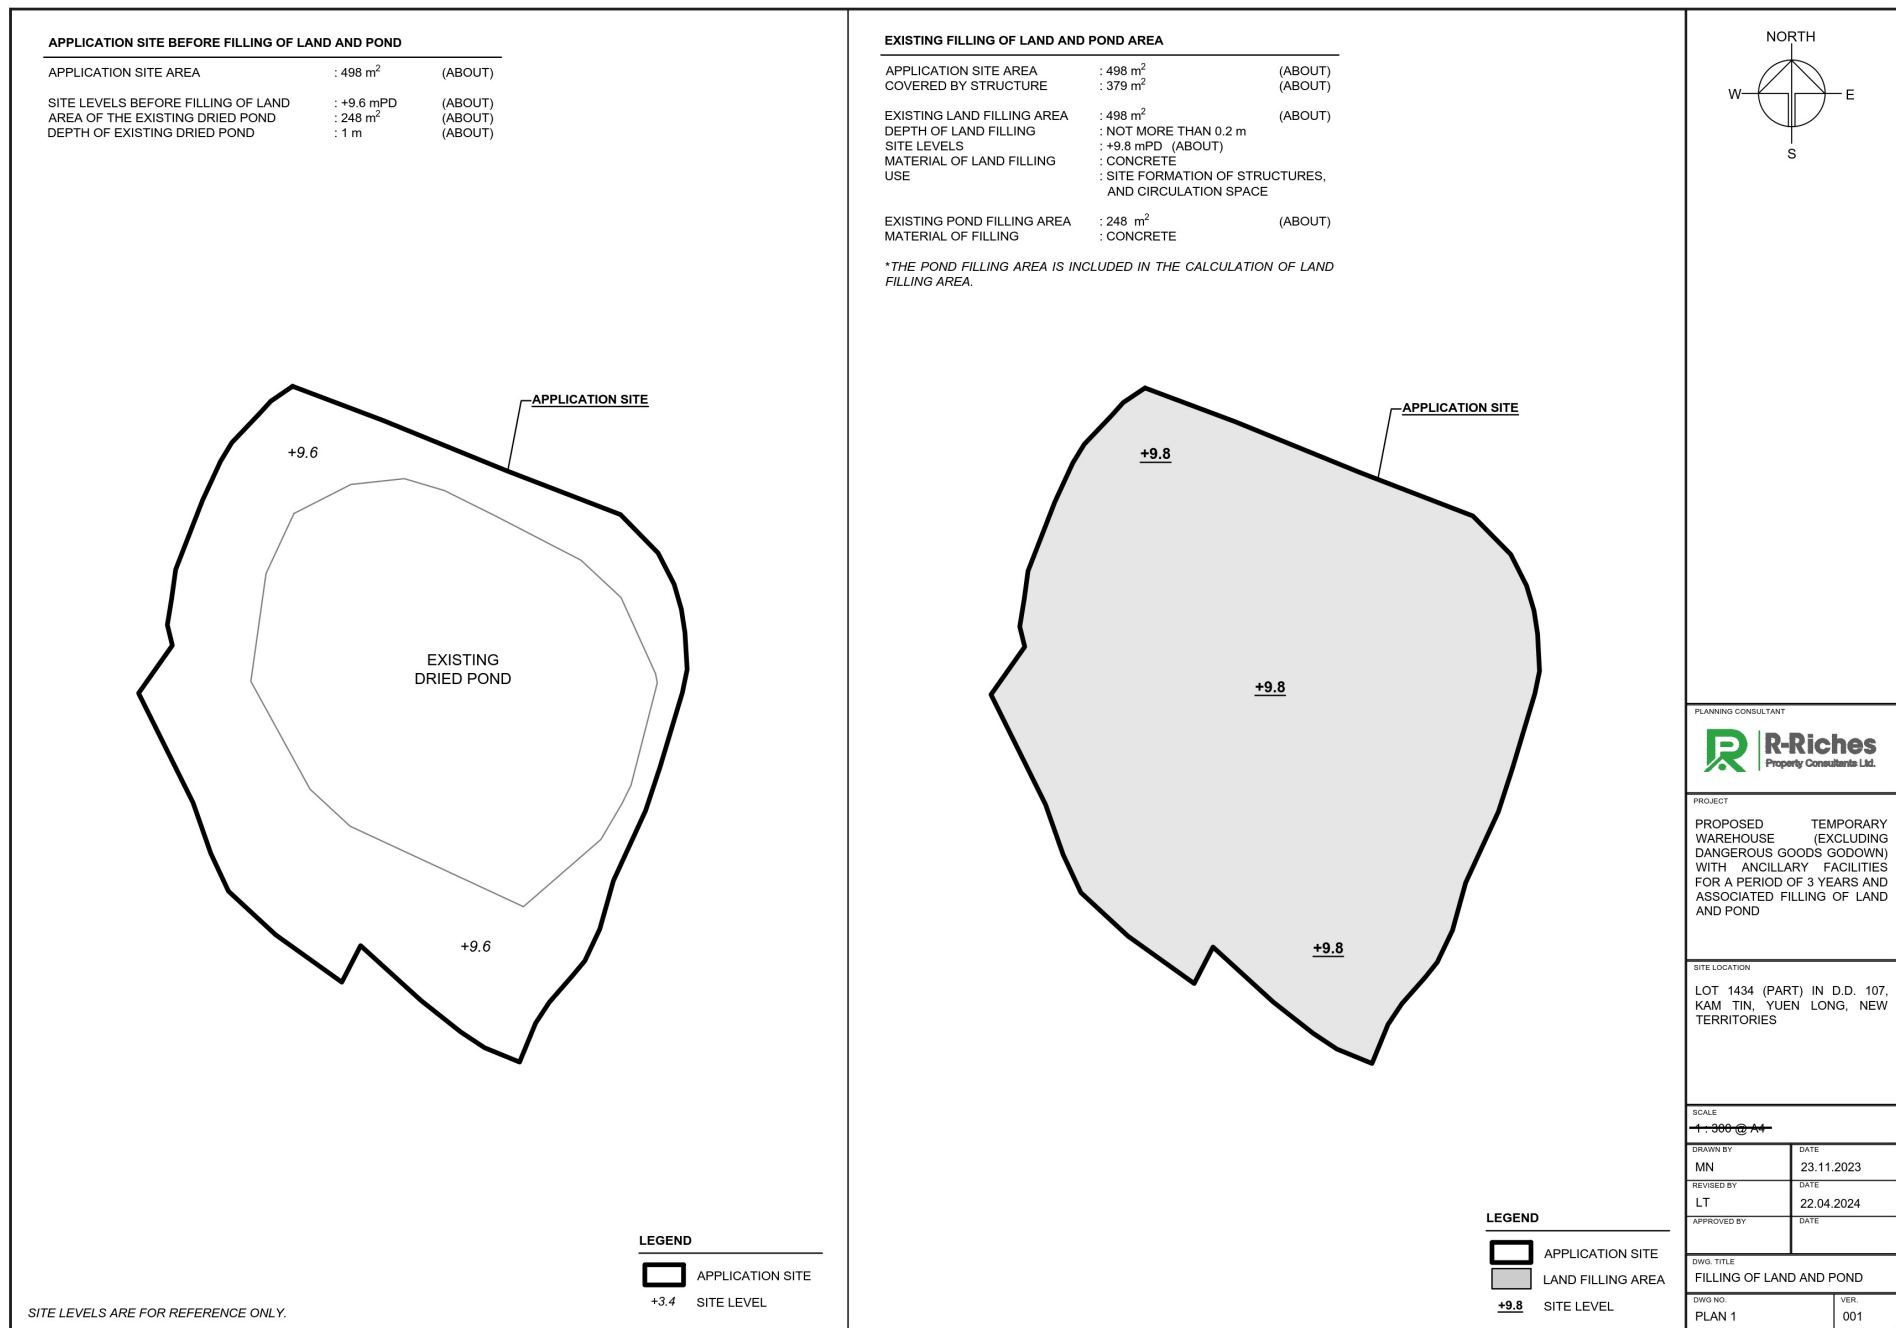 APPLICATION SITE BEFORE FILLING OF LAND AND POND
APPLICATION SITE AREA : 498 m² (ABOUT)
SITE LEVELS BEFORE FILLING OF LAND : +9.6 mPD (ABOUT)
AREA OF THE EXISTING DRIED POND : 248 m² (ABOUT)
DEPTH OF EXISTING DRIED POND : 1 m (ABOUT)
APPLICATION SITE
+9.6
EXISTING
DRIED POND
+9.6
LEGEND
APPLICATION SITE
+3.4 SITE LEVEL
SITE LEVELS ARE FOR REFERENCE ONLY.
EXISTING FILLING OF LAND AND POND AREA
APPLICATION SITE AREA : 498 m² (ABOUT)
COVERED BY STRUCTURE : 379 m² (ABOUT)
EXISTING LAND FILLING AREA : 498 m² (ABOUT)
DEPTH OF LAND FILLING : NOT MORE THAN 0.2 m
SITE LEVELS : +9.8 mPD (ABOUT)
MATERIAL OF LAND FILLING : CONCRETE
USE : SITE FORMATION OF STRUCTURES,
AND CIRCULATION SPACE
EXISTING POND FILLING AREA : 248 m² (ABOUT)
MATERIAL OF FILLING : CONCRETE
*THE POND FILLING AREA IS INCLUDED IN THE CALCULATION OF LAND
FILLING AREA.
APPLICATION SITE
+9.8
+9.8
+9.8
LEGEND
APPLICATION SITE
LAND FILLING AREA
+9.8 SITE LEVEL
NORTH
W E
S
PLANNING CONSULTANT
R-Riches
Property Consultants Ltd.
PROJECT
PROPOSED TEMPORARY
WAREHOUSE (EXCLUDING
DANGEROUS GOODS GODOWN)
WITH ANCILLARY FACILITIES
FOR A PERIOD OF 3 YEARS AND
ASSOCIATED FILLING OF LAND
AND POND
SITE LOCATION
LOT 1434 (PART) IN D.D. 107,
KAM TIN, YUEN LONG, NEW
TERRITORIES
SCALE
1 : 300 @ A4
DRAWN BY DATE
MN 23.11.2023
REVISED BY DATE
LT 22.04.2024
APPROVED BY DATE
DWG. TITLE
FILLING OF LAND AND POND
DWG NO. VER.
PLAN 1 001